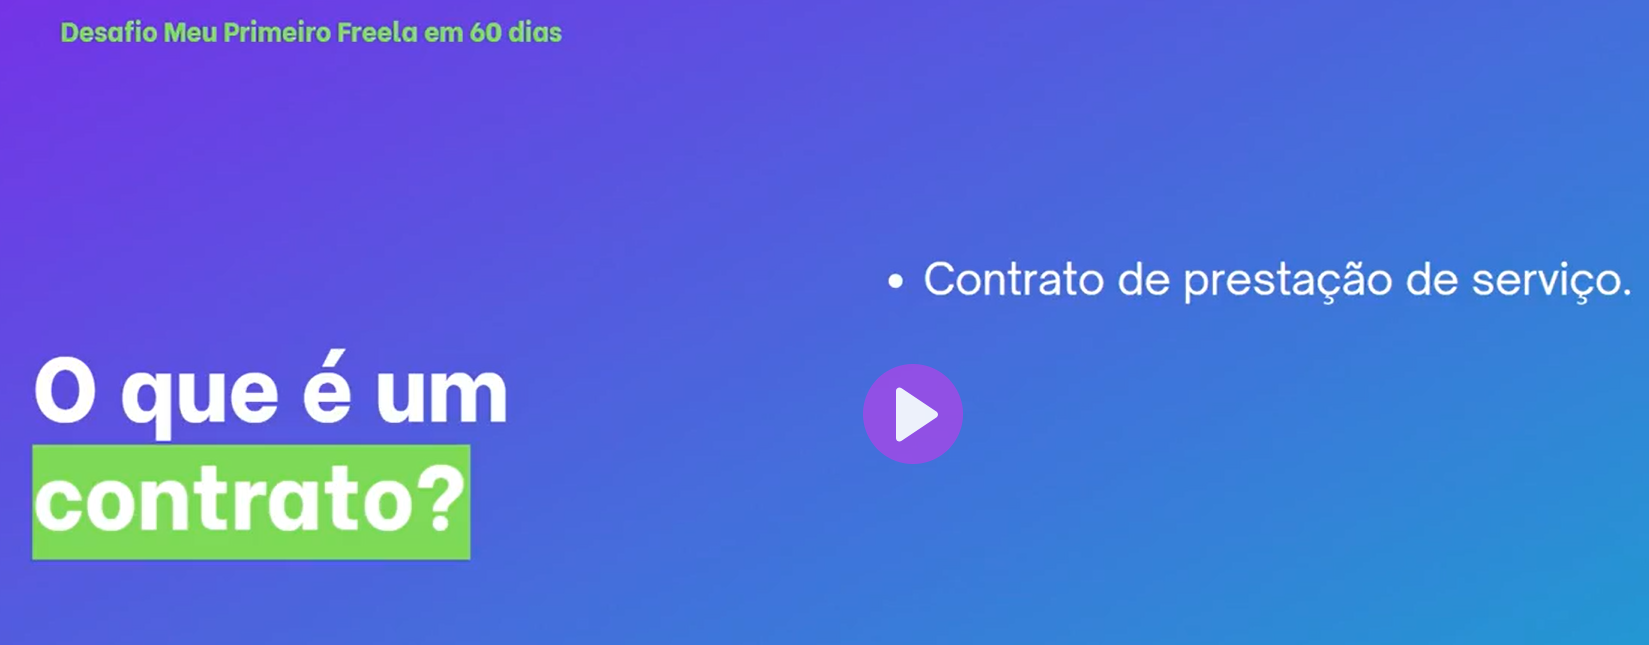 Desafio Meu Primeiro Freela em 60 dias
O que é um
contrato?
• Contrato de prestação de serviço.